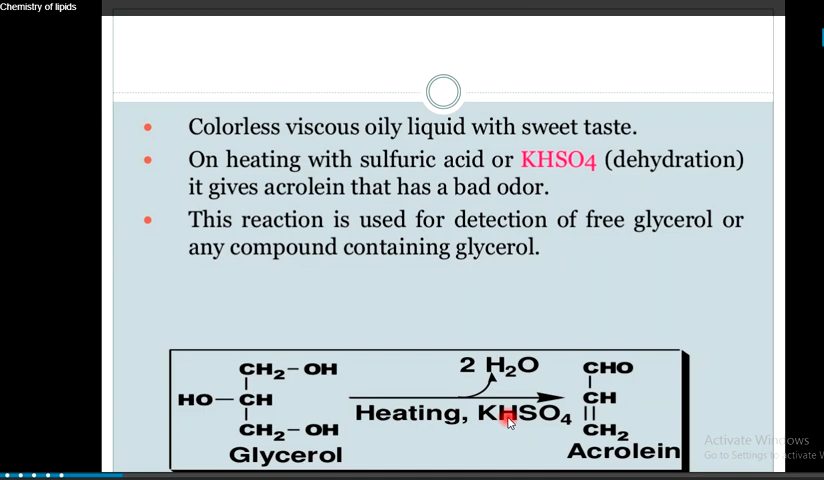 Chemistry of lipids
• Colorless viscous oily liquid with sweet taste.
• On heating with sulfuric acid or KHSO4 (dehydration)
it gives acrolein that has a bad odor.
• This reaction is used for detection of free glycerol or
any compound containing glycerol.
CH₂–OH
HO–CH
CH₂–OH
Glycerol
2 H₂O
Heating, KHSO₄
CHO
CH
CH₂
Acrolein
Activate Windows
Go to Settings to activate W